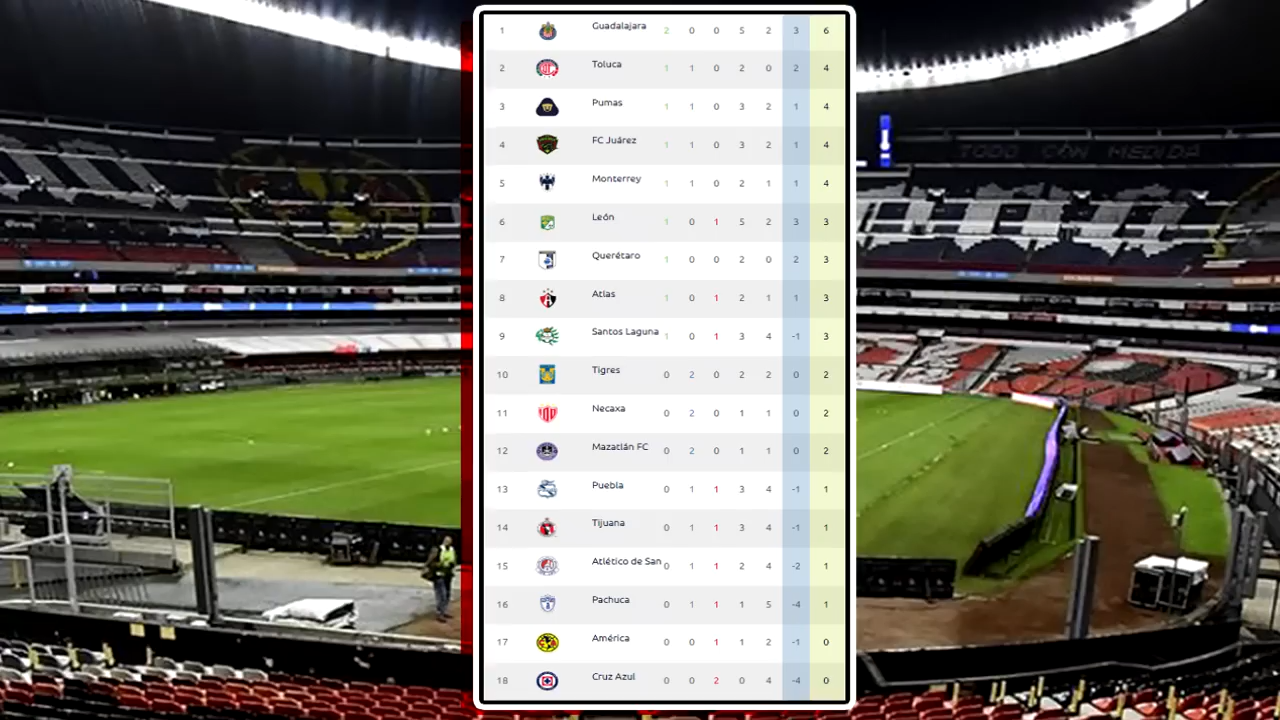 1 Guadalajara 2 0 0 5 2 3 6
2 Toluca 1 1 0 2 0 2 4
3 Pumas 1 1 0 3 2 1 4
4 FC Juárez 1 1 0 3 2 1 4
5 Monterrey 1 1 0 2 1 1 4
6 León 1 0 1 5 2 3 3
7 Querétaro 1 0 0 2 0 2 3
8 Atlas 1 0 1 2 1 1 3
9 Santos Laguna 1 0 1 3 4 -1 3
10 Tigres 0 2 0 2 2 0 2
11 Necaxa 0 2 0 1 1 0 2
12 Mazatlán FC 0 2 0 1 1 0 2
13 Puebla 0 1 1 3 4 -1 1
14 Tijuana 0 1 1 3 4 -1 1
15 Atlético de San 0 1 1 2 4 -2 1
16 Pachuca 0 1 1 1 5 -4 1
17 América 0 0 1 1 2 -1 0
18 Cruz Azul 0 0 2 0 4 -4 0
TODO CON MEDIDA